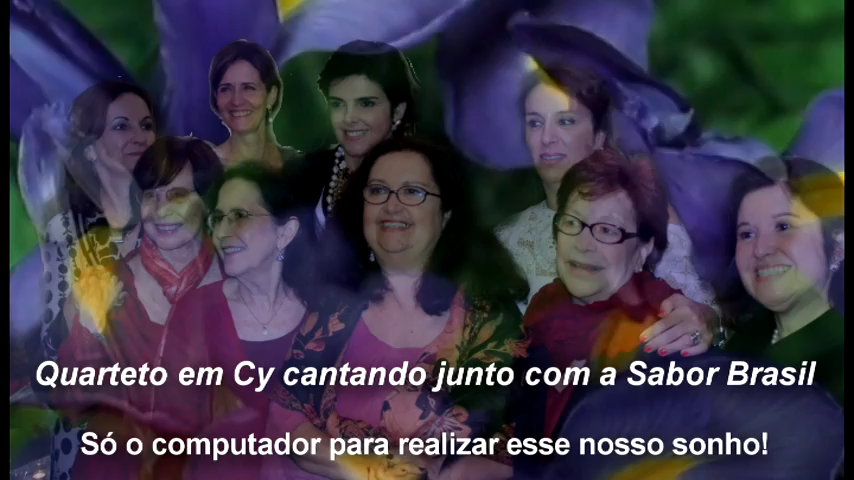 Quarteto em Cy cantando junto com a Sabor Brasil
Só o computador para realizar esse nosso sonho!